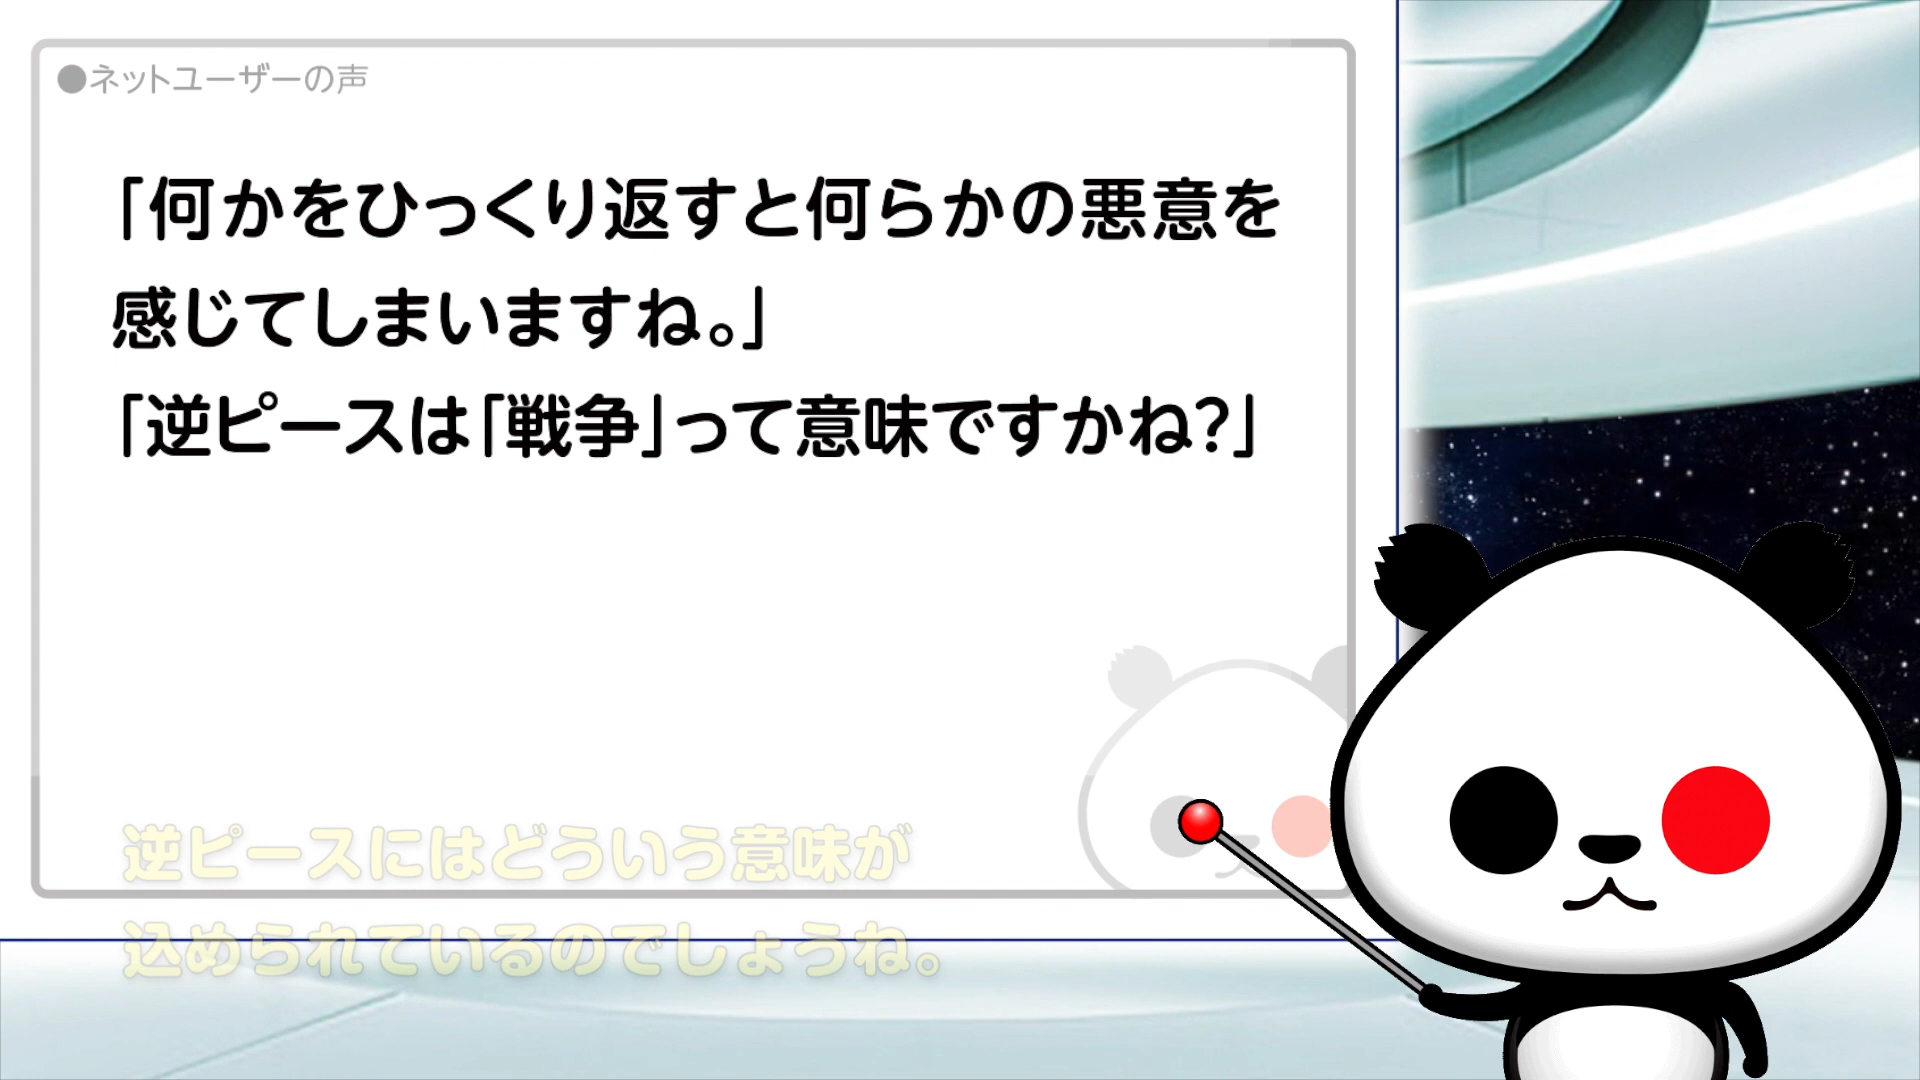 ●ネットユーザーの声
「何かをひっくり返すと何らかの悪意を
感じてしまいますね。」
「逆ピースは「戦争」って意味ですかね?」
逆ピースにはどういう意味が
込められているのでしょうね。